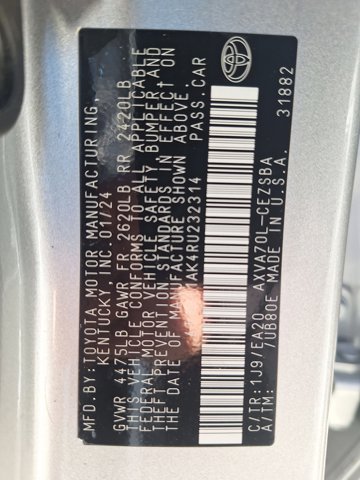 MFD.BY:TOYOTA MOTOR MANUFACTURING,
KENTUCKY, INC. 01/24
GVWR 4475LB GAWR FR 2620LB RR 2420LB
THIS VEHICLE CONFORMS TO ALL APPLICABLE
FEDERAL MOTOR VEHICLE SAFETY BUMPER, AND
THEFT PREVENTION STANDARDS IN EFFECT ON
THE DATE OF MANUFACTURE SHOWN ABOVE.
AK4RU232314 PASS. CAR
C/TR: 1J9/EA20 AXVA70L-CEZSBA
A/TM: /UB80E MADE IN U.S.A.
31882